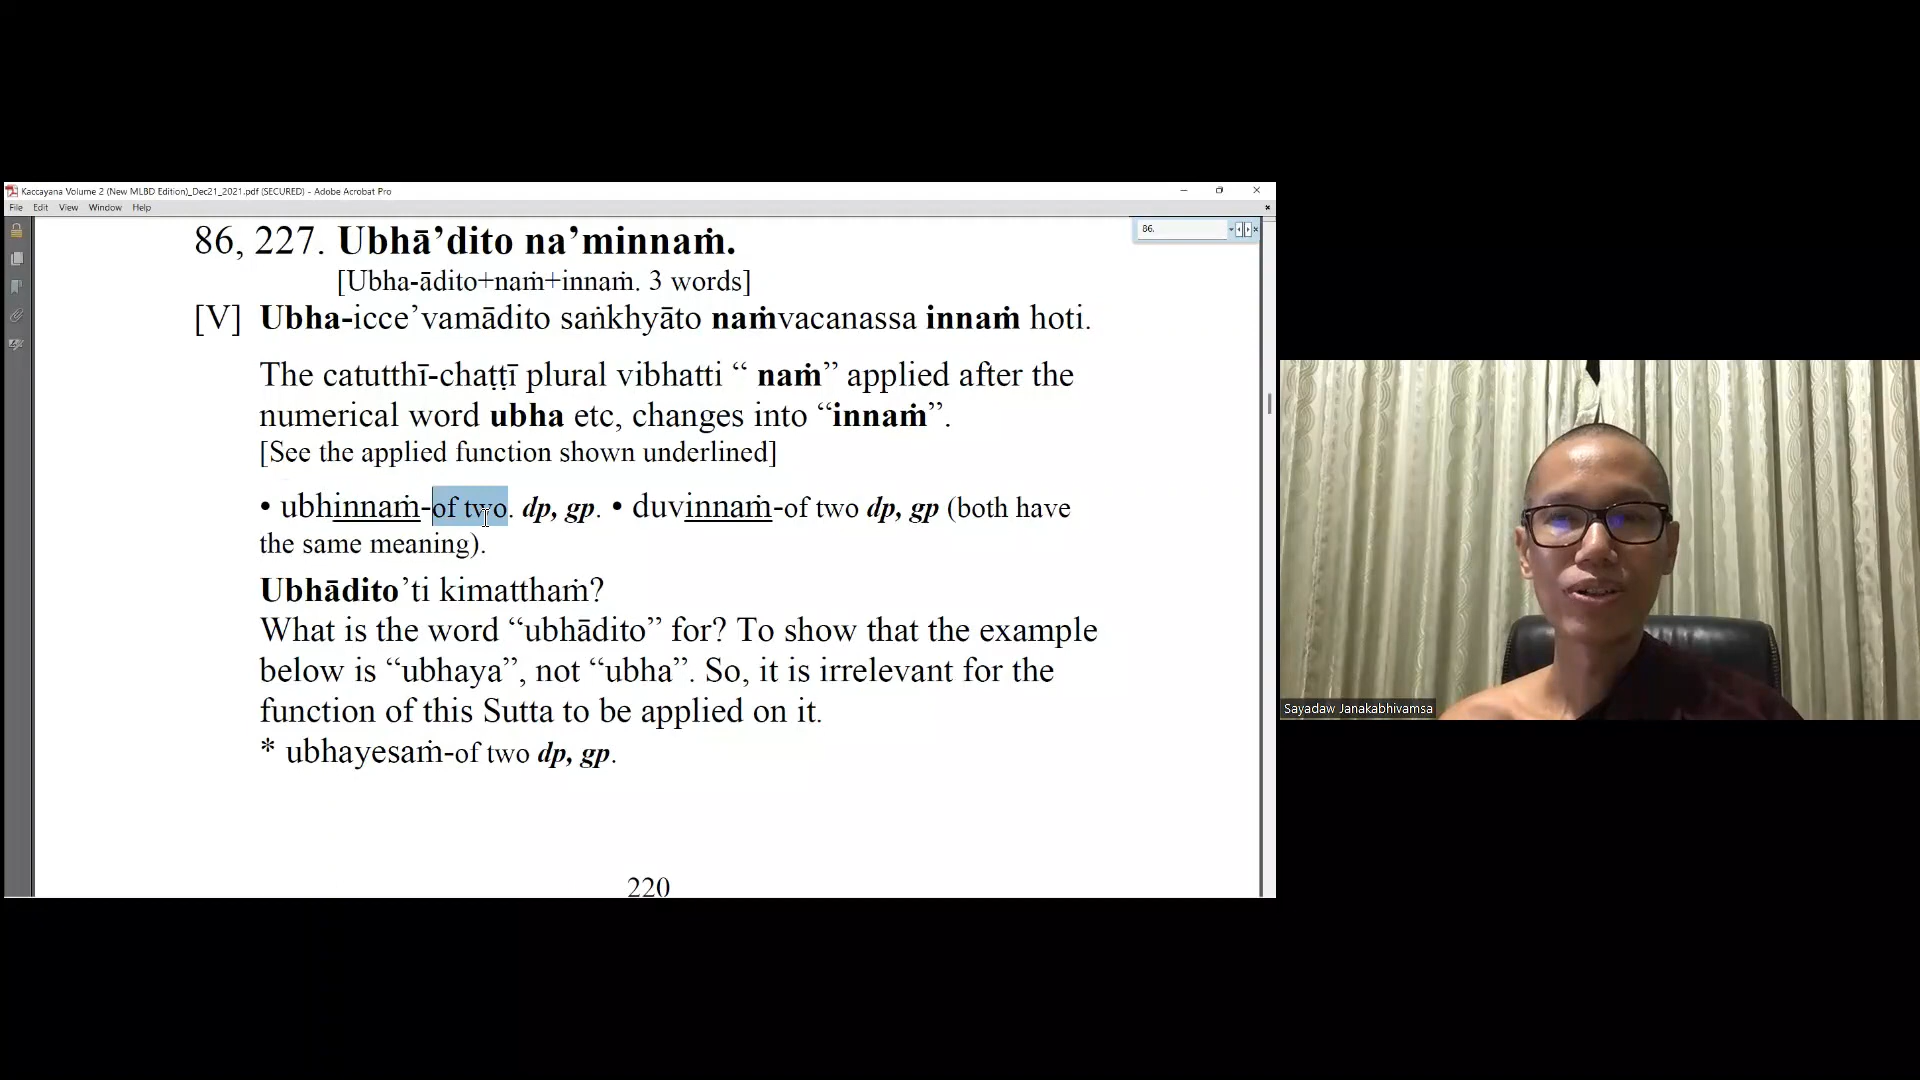 Kaccayana Volume 2 (New MLBD Edition)_Dec21_2021.pdf (SECURED) - Adobe Acrobat Pro
File Edit View Window Help
86.
86, 227. Ubhā’dito na’minnaṁ.
[Ubha-ādito+naṁ+innaṁ. 3 words]
[V] Ubha-icce’vamādito saṅkhyāto naṁvacanassa innaṁ hoti.
The catutthī-chaṭṭī plural vibhatti “ naṁ” applied after the
numerical word ubha etc, changes into “innaṁ”.
[See the applied function shown underlined]
• ubhinnaṁ-of two. dp, gp. • duvinnaṁ-of two dp, gp (both have
the same meaning).
Ubhādito’ti kimatthaṁ?
What is the word “ubhādito” for? To show that the example
below is “ubhaya”, not “ubha”. So, it is irrelevant for the
function of this Sutta to be applied on it.
* ubhayesaṁ-of two dp, gp.
220
Sayadaw Janakabhivamsa